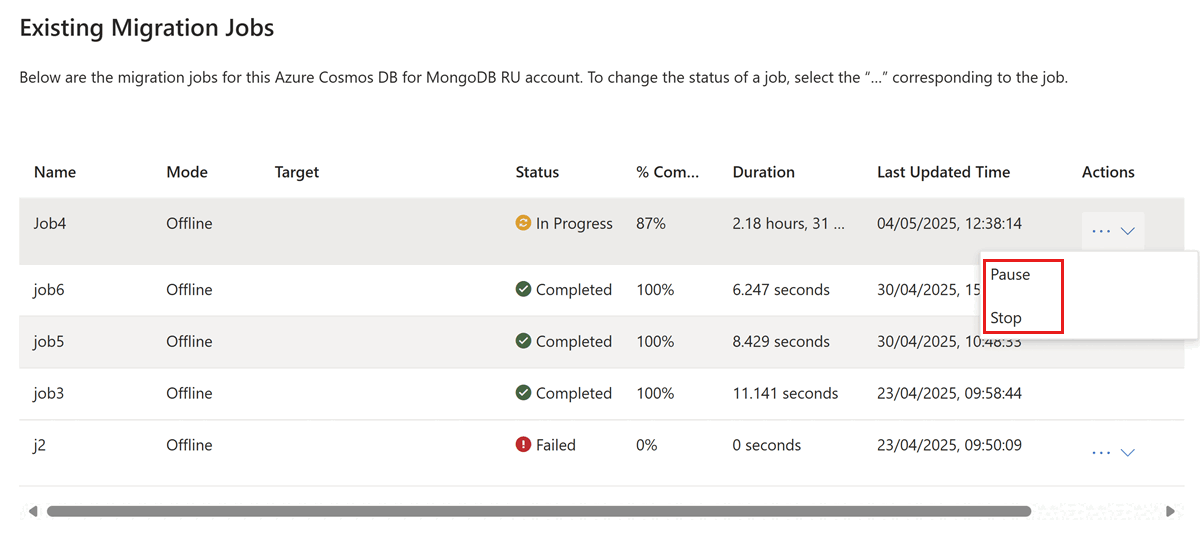 Existing Migration Jobs
Below are the migration jobs for this Azure Cosmos DB for MongoDB RU account. To change the status of a job, select the “...” corresponding to the job.
Name Mode Target Status % Com... Duration Last Updated Time Actions
Job4 Offline In Progress 87% 2.18 hours, 31 ... 04/05/2025, 12:38:14 ...
Pause
job6 Offline Completed 100% 6.247 seconds 30/04/2025, 15
Stop
job5 Offline Completed 100% 8.429 seconds 30/04/2025, 10:48:33
job3 Offline Completed 100% 11.141 seconds 23/04/2025, 09:58:44
j2 Offline Failed 0% 0 seconds 23/04/2025, 09:50:09 ...